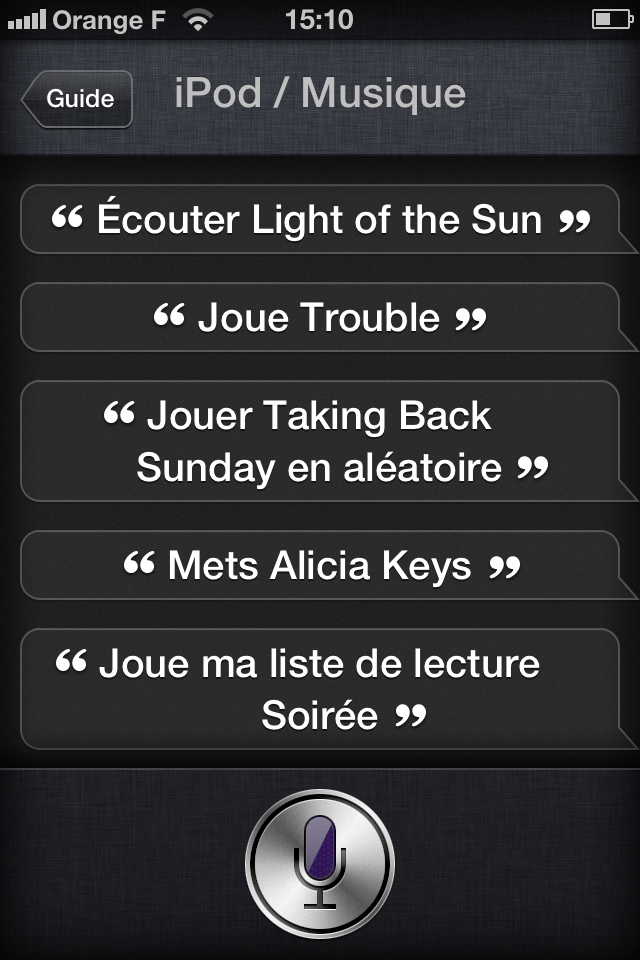 Orange F 15:10
Guide iPod / Musique
“ Écouter Light of the Sun ”
“ Joue Trouble ”
“ Jouer Taking Back
Sunday en aléatoire ”
“ Mets Alicia Keys ”
“ Joue ma liste de lecture
Soirée ”